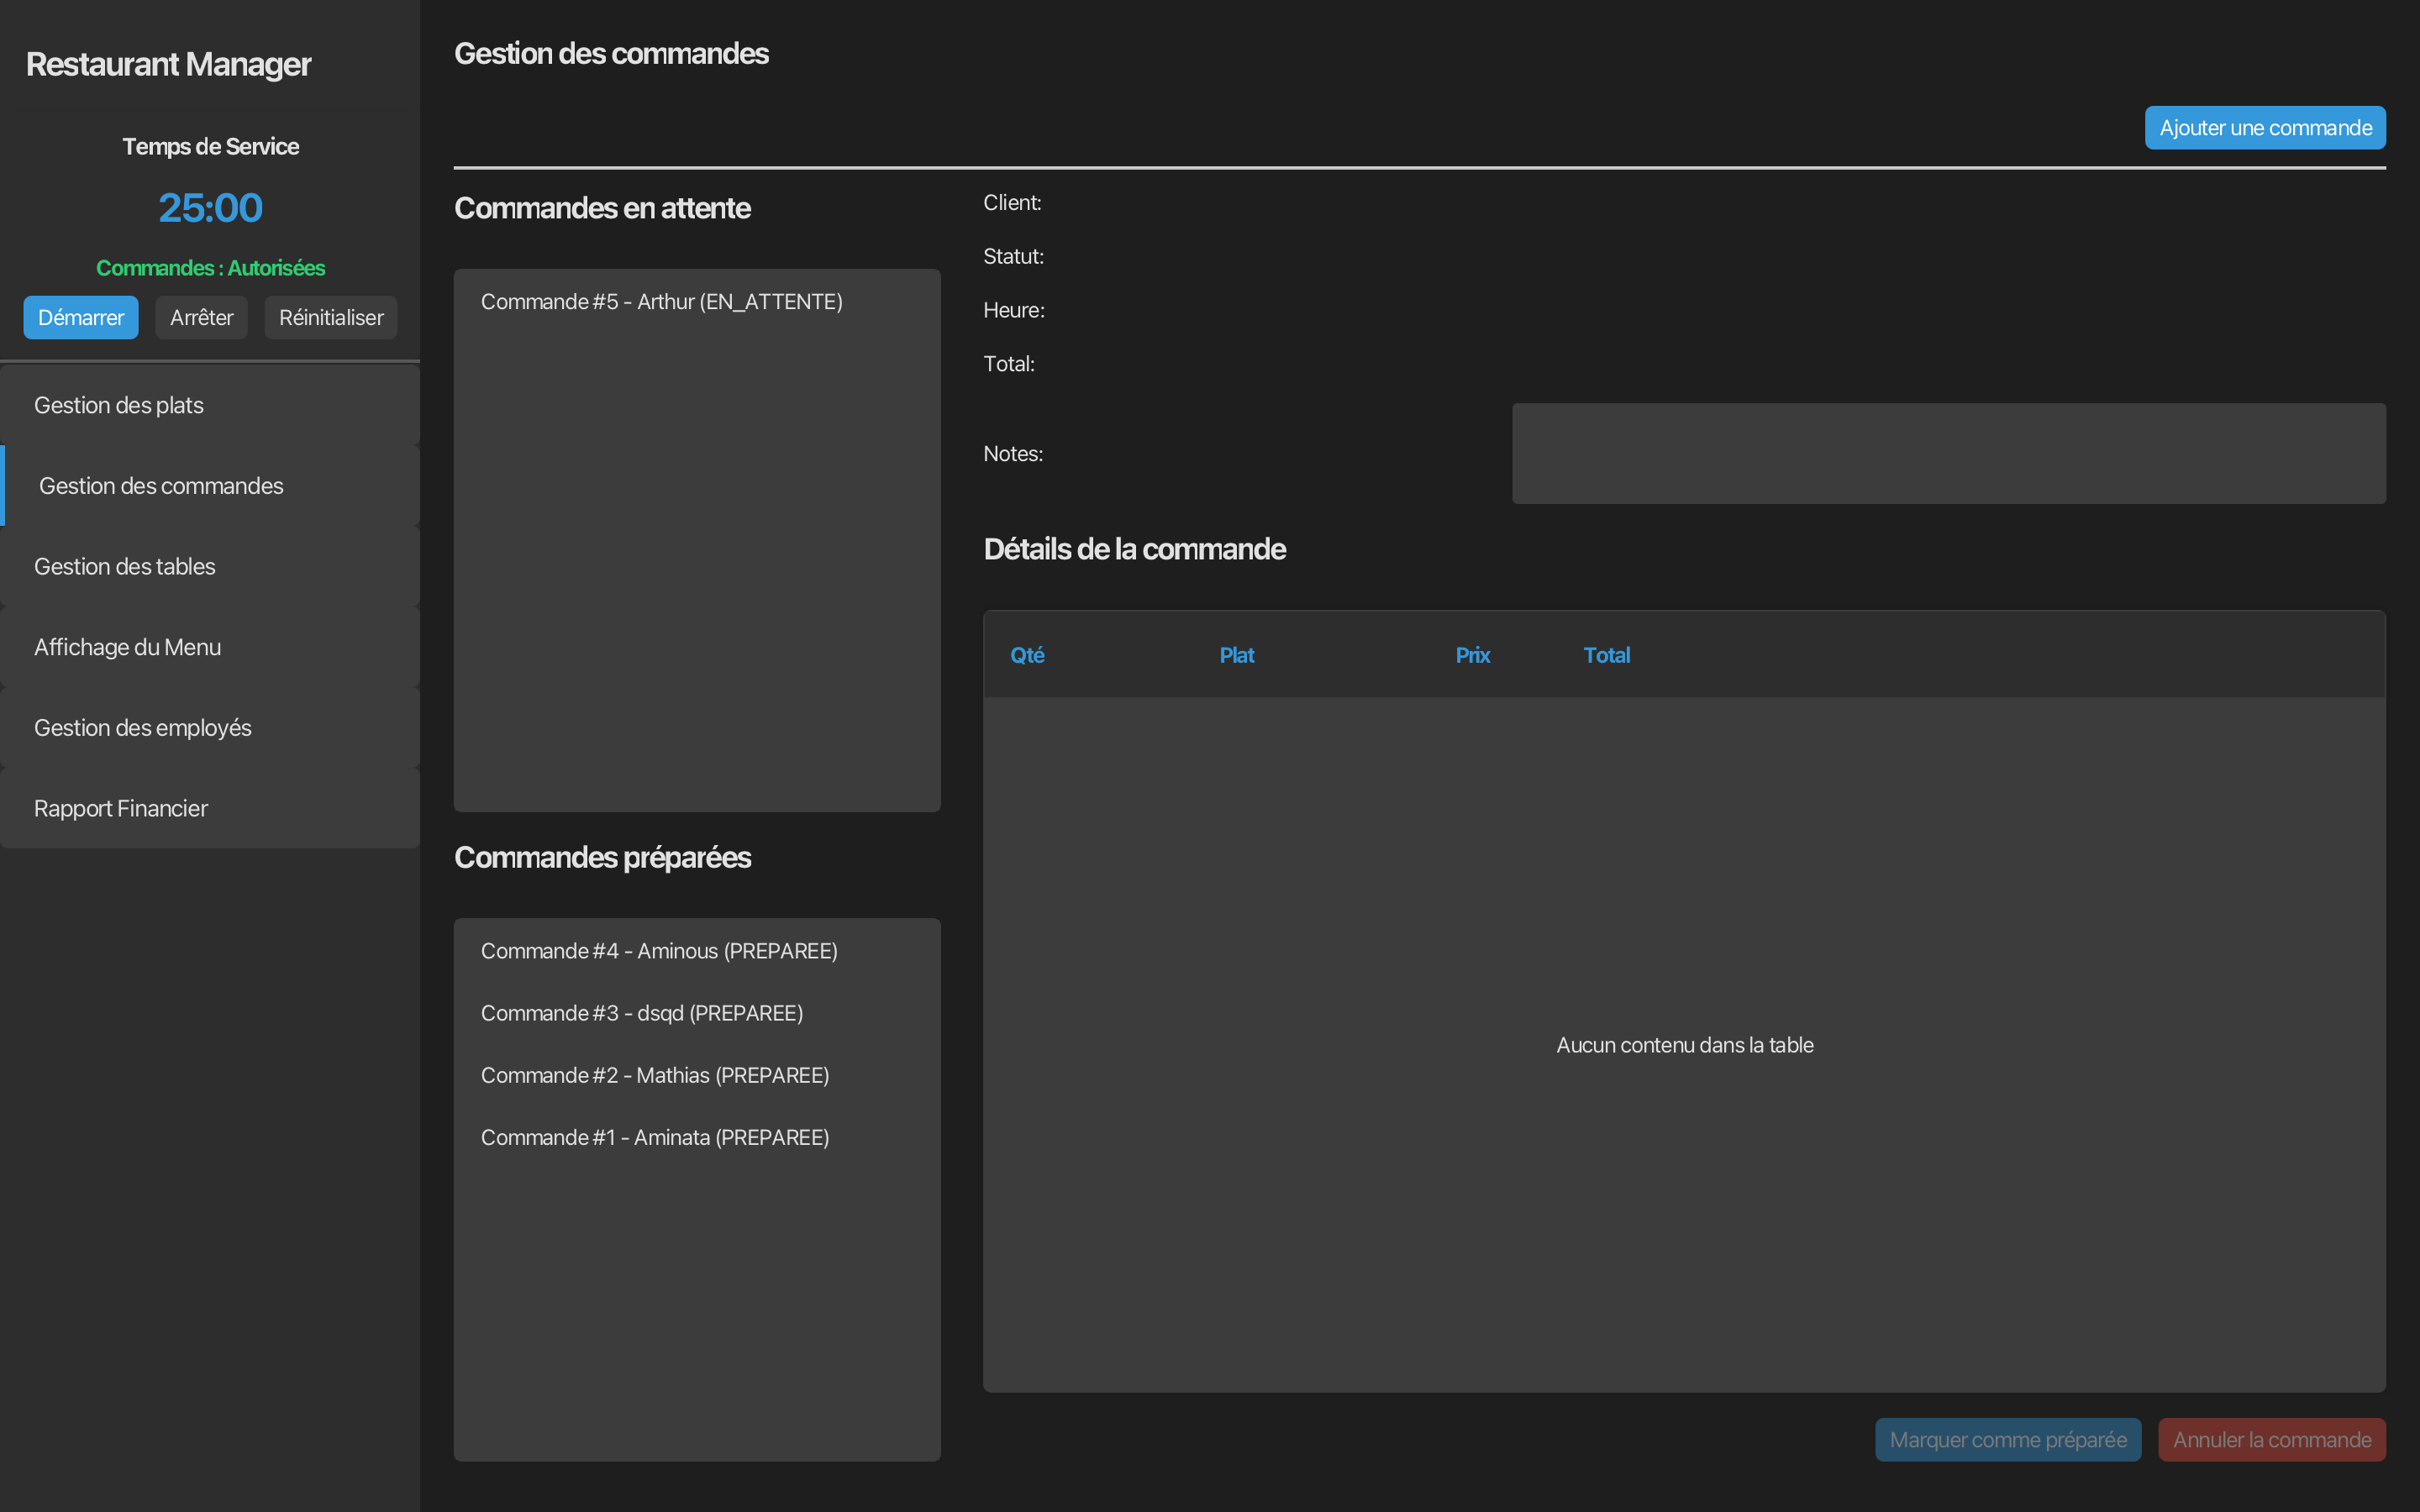 Restaurant Manager
Temps de Service
25:00
Commandes : Autorisées
Démarrer Arrêter Réinitialiser
Gestion des plats
Gestion des commandes
Gestion des tables
Affichage du Menu
Gestion des employés
Rapport Financier
Gestion des commandes
Ajouter une commande
Commandes en attente
Commande #5 - Arthur (EN_ATTENTE)
Commandes préparées
Commande #4 - Aminous (PREPAREE)
Commande #3 - dsqd (PREPAREE)
Commande #2 - Mathias (PREPAREE)
Commande #1 - Aminata (PREPAREE)
Client:
Statut:
Heure:
Total:
Notes:
Détails de la commande
Qté Plat Prix Total
Aucun contenu dans la table
Marquer comme préparée Annuler la commande